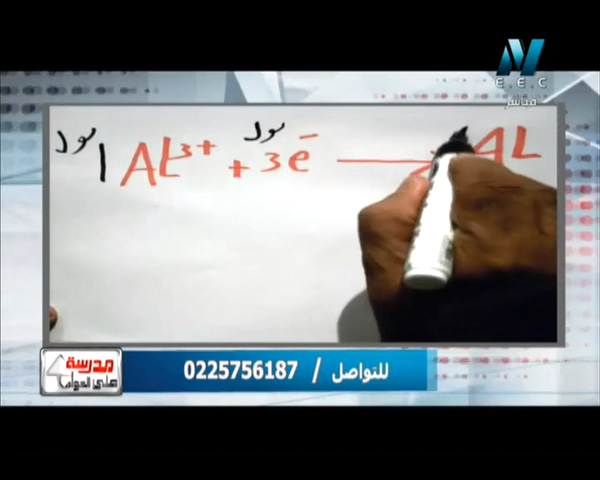 N
E.E.C
مباشر
مول 1 AL³⁺ + 3e⁻ مول ⟶ AL
مدرسة
على الهواء
للتواصل / 0225756187